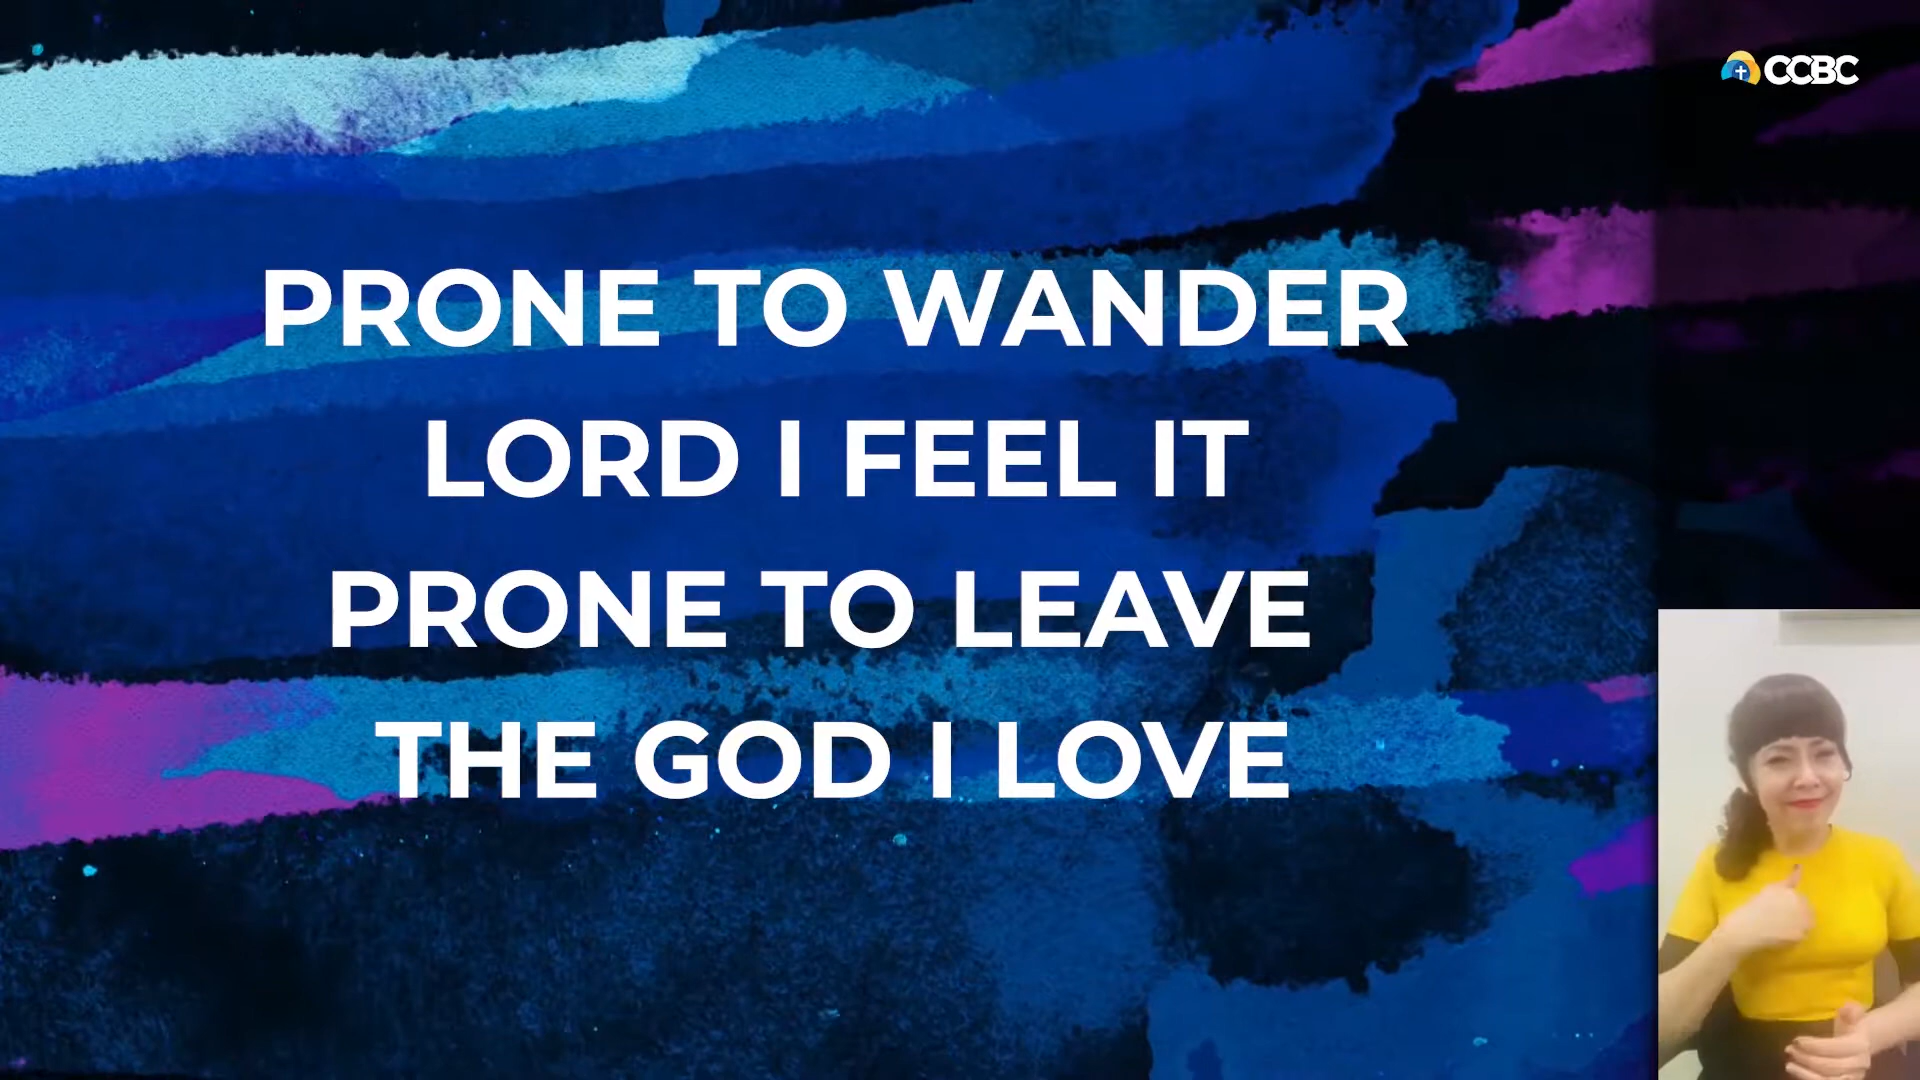 CCBC
PRONE TO WANDER
LORD I FEEL IT
PRONE TO LEAVE
THE GOD I LOVE